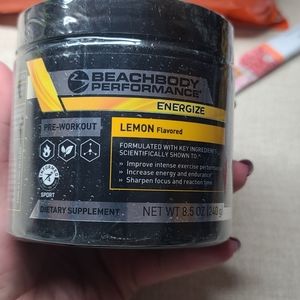 BEACHBODY
PERFORMANCE
ENERGIZE
PRE-WORKOUT
LEMON Flavored
FORMULATED WITH KEY INGREDIENTS
SCIENTIFICALLY SHOWN TO:
» Improve intense exercise performance
» Increase energy and endurance
» Sharpen focus and reaction time
SPORT
DIETARY SUPPLEMENT
NET WT 8.5 OZ (240 g)